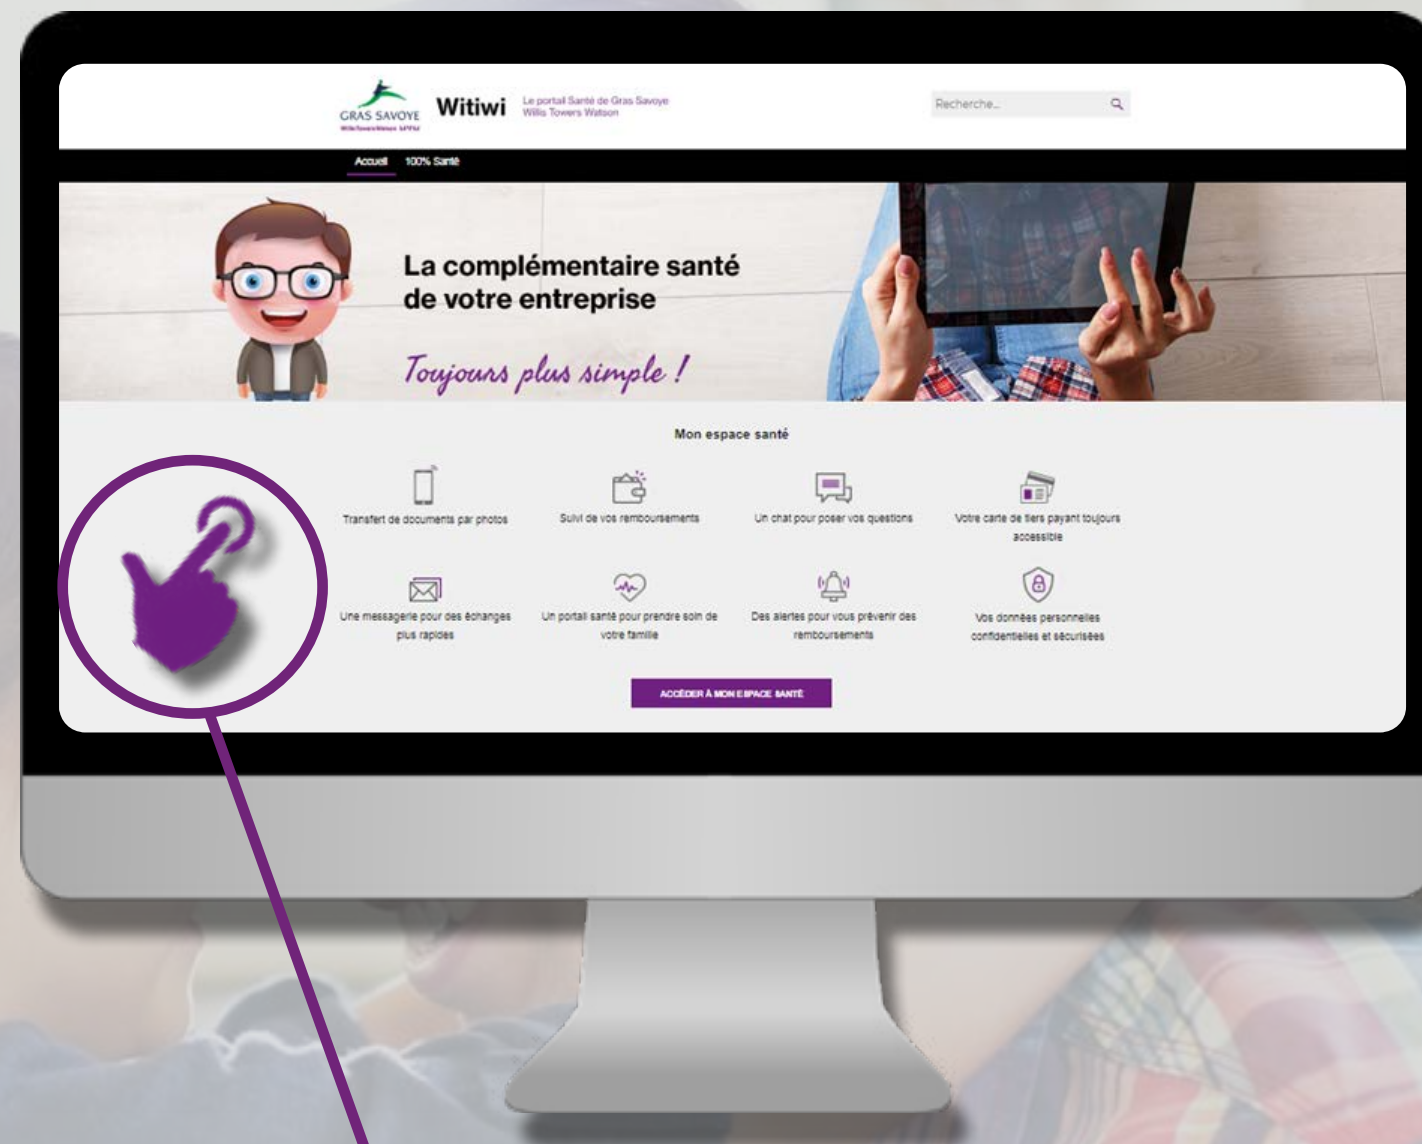 GRAS SAVOYE
Willis Towers Watson
Witiwi
Le portail Santé de Gras Savoye
Willis Towers Watson
Recherche...
Accueil 100% Santé
La complémentaire santé
de votre entreprise
Toujours plus simple !
Mon espace santé
Transfert de documents par photos
Suivi de vos remboursements
Un chat pour poser vos questions
Votre carte de tiers payant toujours
accessible
Une messagerie pour des échanges
plus rapides
Un portail santé pour prendre soin de
votre famille
Des alertes pour vous prévenir des
remboursements
Vos données personnelles
confidentielles et sécurisées
ACCÉDER À MON ESPACE SANTÉ